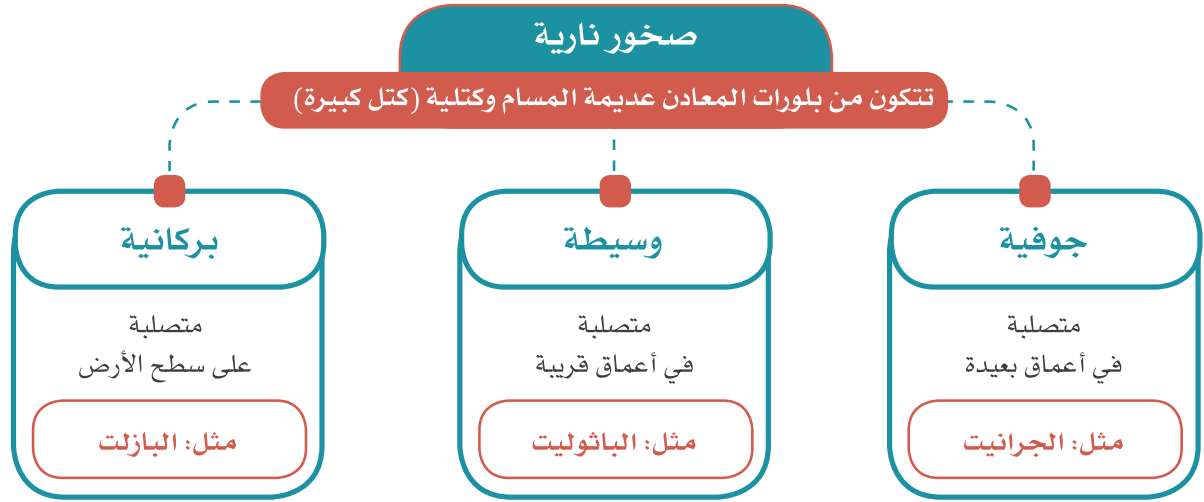 صخور نارية
تتكون من بلورات المعادن عديمة المسام وكتلية (كتل كبيرة)
جوفية
متصلبة
في أعماق بعيدة
مثل: الجرانيت
وسيطة
متصلبة
في أعماق قريبة
مثل: الباثوليت
بركانية
متصلبة
على سطح الأرض
مثل: البازلت